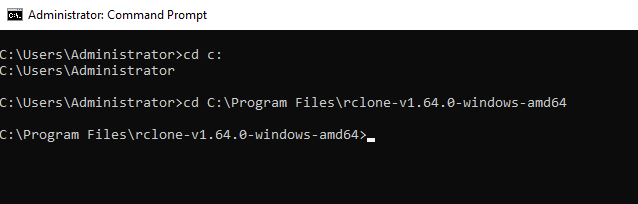 Administrator: Command Prompt
C:\Users\Administrator>cd c:
C:\Users\Administrator
C:\Users\Administrator>cd C:\Program Files\rclone-v1.64.0-windows-amd64
C:\Program Files\rclone-v1.64.0-windows-amd64>